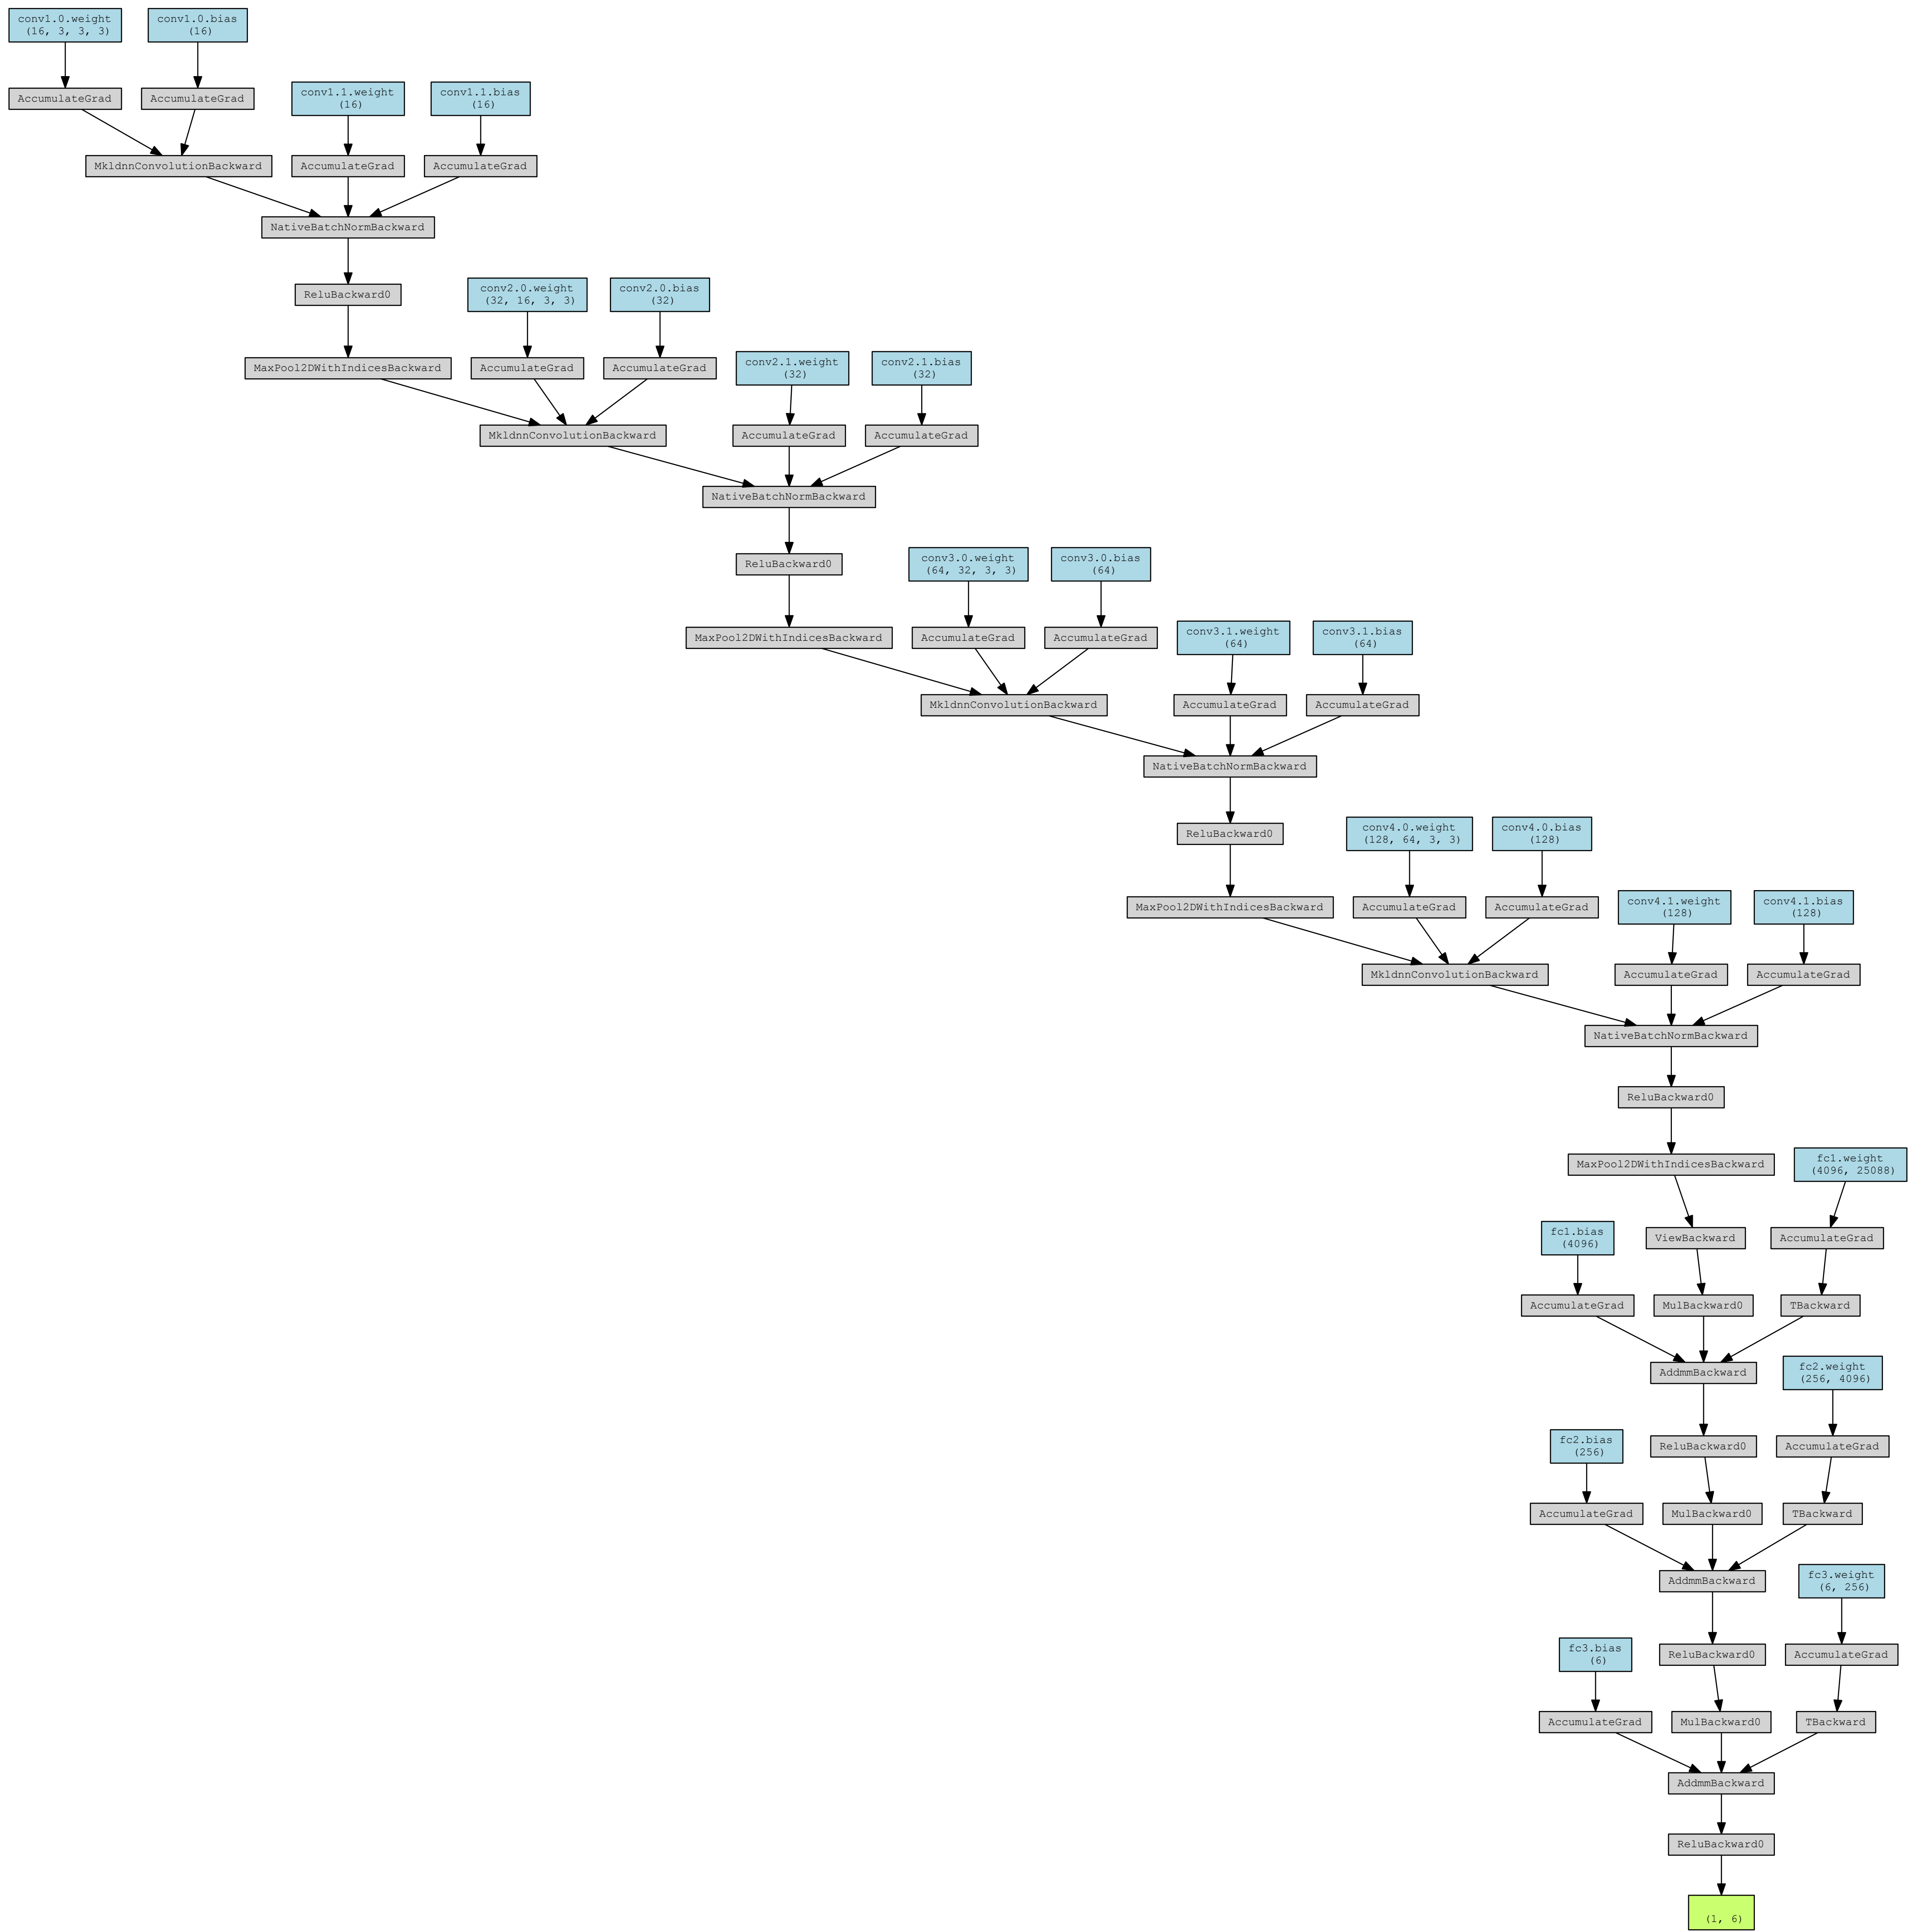 conv1.0.weight
(16, 3, 3, 3)
conv1.0.bias
(16)
AccumulateGrad
AccumulateGrad
conv1.1.weight
(16)
conv1.1.bias
(16)
MkldnnConvolutionBackward
AccumulateGrad
AccumulateGrad
NativeBatchNormBackward
ReluBackward0
conv2.0.weight
(32, 16, 3, 3)
conv2.0.bias
(32)
MaxPool2DWithIndicesBackward
AccumulateGrad
AccumulateGrad
conv2.1.weight
(32)
conv2.1.bias
(32)
MkldnnConvolutionBackward
AccumulateGrad
AccumulateGrad
NativeBatchNormBackward
ReluBackward0
conv3.0.weight
(64, 32, 3, 3)
conv3.0.bias
(64)
MaxPool2DWithIndicesBackward
AccumulateGrad
AccumulateGrad
conv3.1.weight
(64)
conv3.1.bias
(64)
MkldnnConvolutionBackward
AccumulateGrad
AccumulateGrad
NativeBatchNormBackward
ReluBackward0
conv4.0.weight
(128, 64, 3, 3)
conv4.0.bias
(128)
MaxPool2DWithIndicesBackward
AccumulateGrad
AccumulateGrad
conv4.1.weight
(128)
conv4.1.bias
(128)
MkldnnConvolutionBackward
AccumulateGrad
AccumulateGrad
NativeBatchNormBackward
ReluBackward0
MaxPool2DWithIndicesBackward
fc1.weight
(4096, 25088)
fc1.bias
(4096)
ViewBackward
AccumulateGrad
AccumulateGrad
MulBackward0
TBackward
AddmmBackward
fc2.weight
(256, 4096)
fc2.bias
(256)
ReluBackward0
AccumulateGrad
AccumulateGrad
MulBackward0
TBackward
AddmmBackward
fc3.weight
(6, 256)
fc3.bias
(6)
ReluBackward0
AccumulateGrad
AccumulateGrad
MulBackward0
TBackward
AddmmBackward
ReluBackward0
(1, 6)